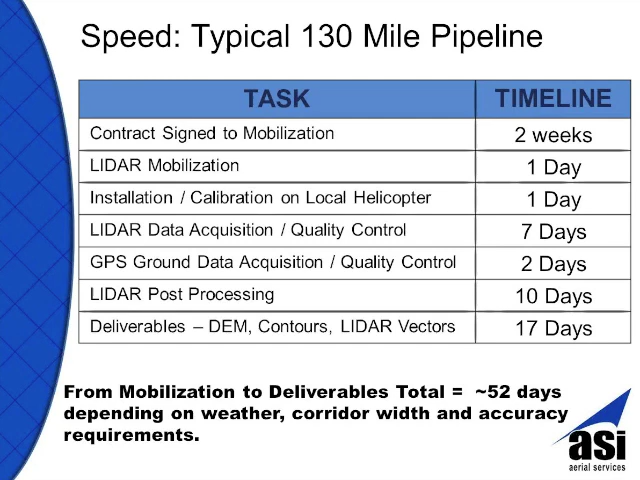 Speed: Typical 130 Mile Pipeline
TASK TIMELINE
Contract Signed to Mobilization 2 weeks
LIDAR Mobilization 1 Day
Installation / Calibration on Local Helicopter 1 Day
LIDAR Data Acquisition / Quality Control 7 Days
GPS Ground Data Acquisition / Quality Control 2 Days
LIDAR Post Processing 10 Days
Deliverables – DEM, Contours, LIDAR Vectors 17 Days
From Mobilization to Deliverables Total = ~52 days
depending on weather, corridor width and accuracy
requirements.
asi
aerial services